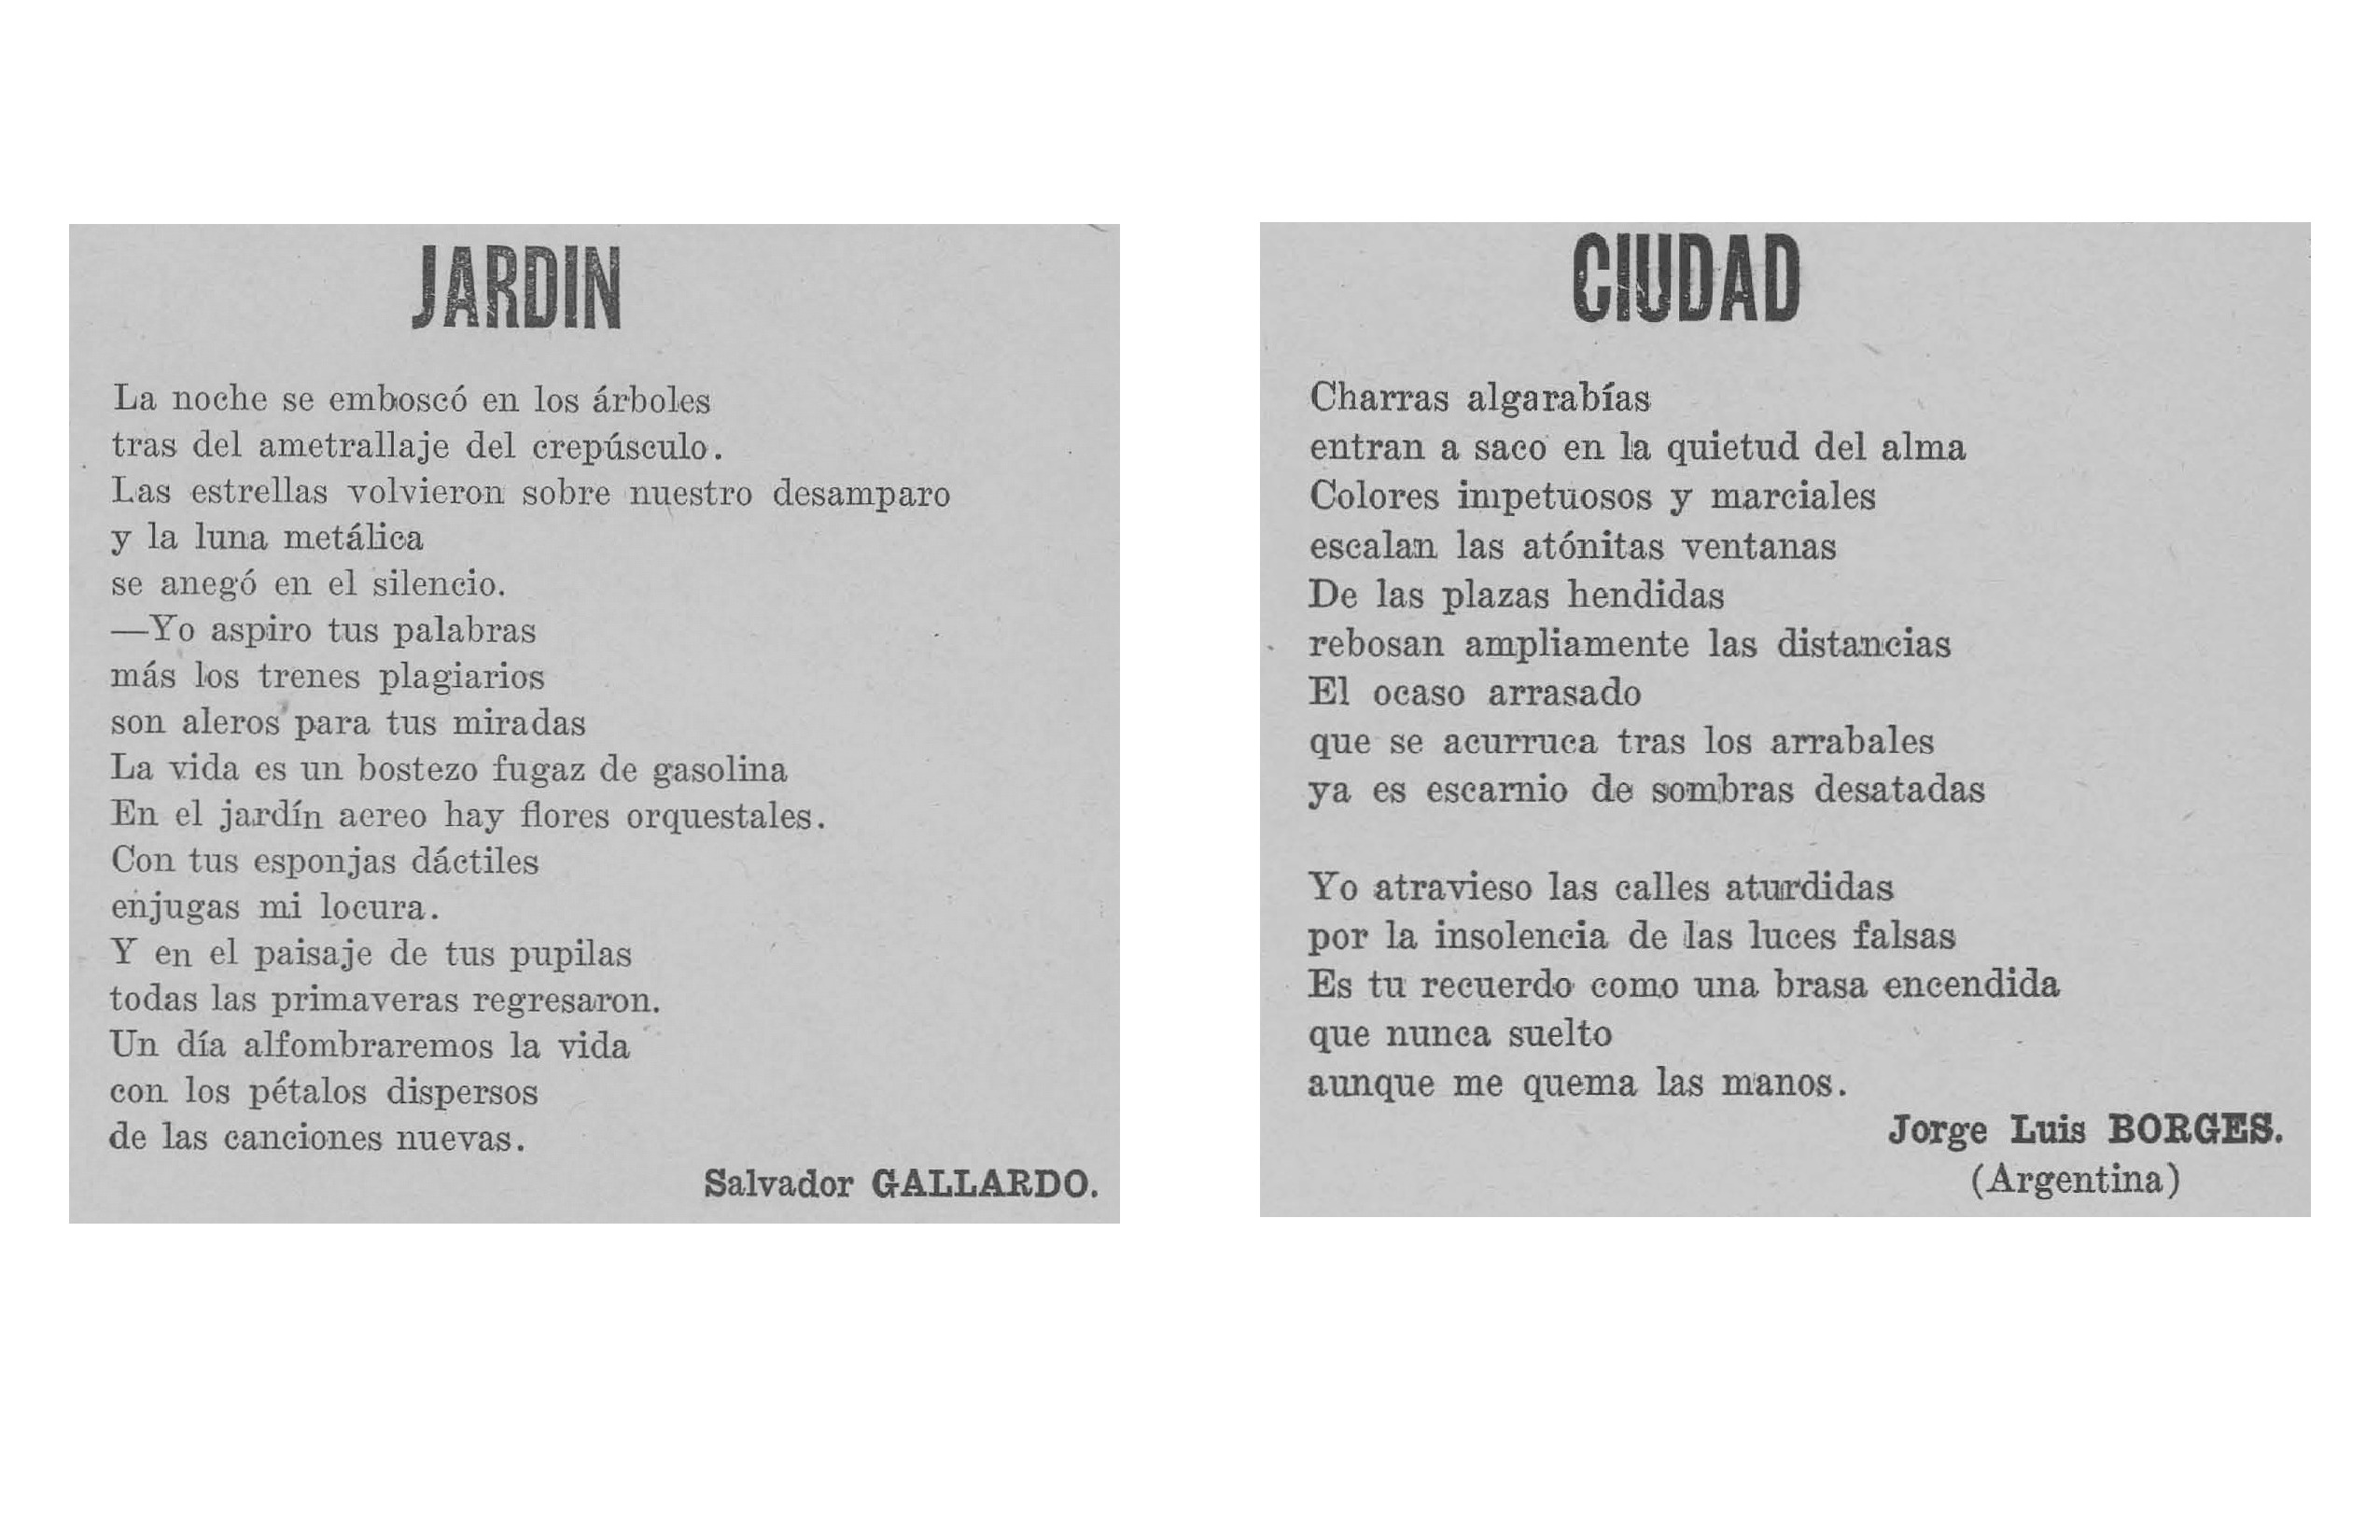 JARDIN
La noche se emboscó en los árboles
tras del ametrallaje del crepúsculo.
Las estrellas volvieron sobre nuestro desamparo
y la luna metálica
se anegó en el silencio.
—Yo aspiro tus palabras
más los trenes plagiarios
son aleros para tus miradas
La vida es un bostezo fugaz de gasolina
En el jardín aereo hay flores orquestales.
Con tus esponjas dáctiles
enjugas mi locura.
Y en el paisaje de tus pupilas
todas las primaveras regresaron.
Un día alfombraremos la vida
con los pétalos dispersos
de las canciones nuevas.
Salvador GALLARDO.
CIUDAD
Charras algarabías
entran a saco en la quietud del alma
Colores impetuosos y marciales
escalan las atónitas ventanas
De las plazas hendidas
rebosan ampliamente las distancias
El ocaso arrasado
que se acurruca tras los arrabales
ya es escarnio de sombras desatadas
Yo atravieso las calles aturdidas
por la insolencia de las luces falsas
Es tu recuerdo como una brasa encendida
que nunca suelto
aunque me quema las manos.
Jorge Luis BORGES.
(Argentina)